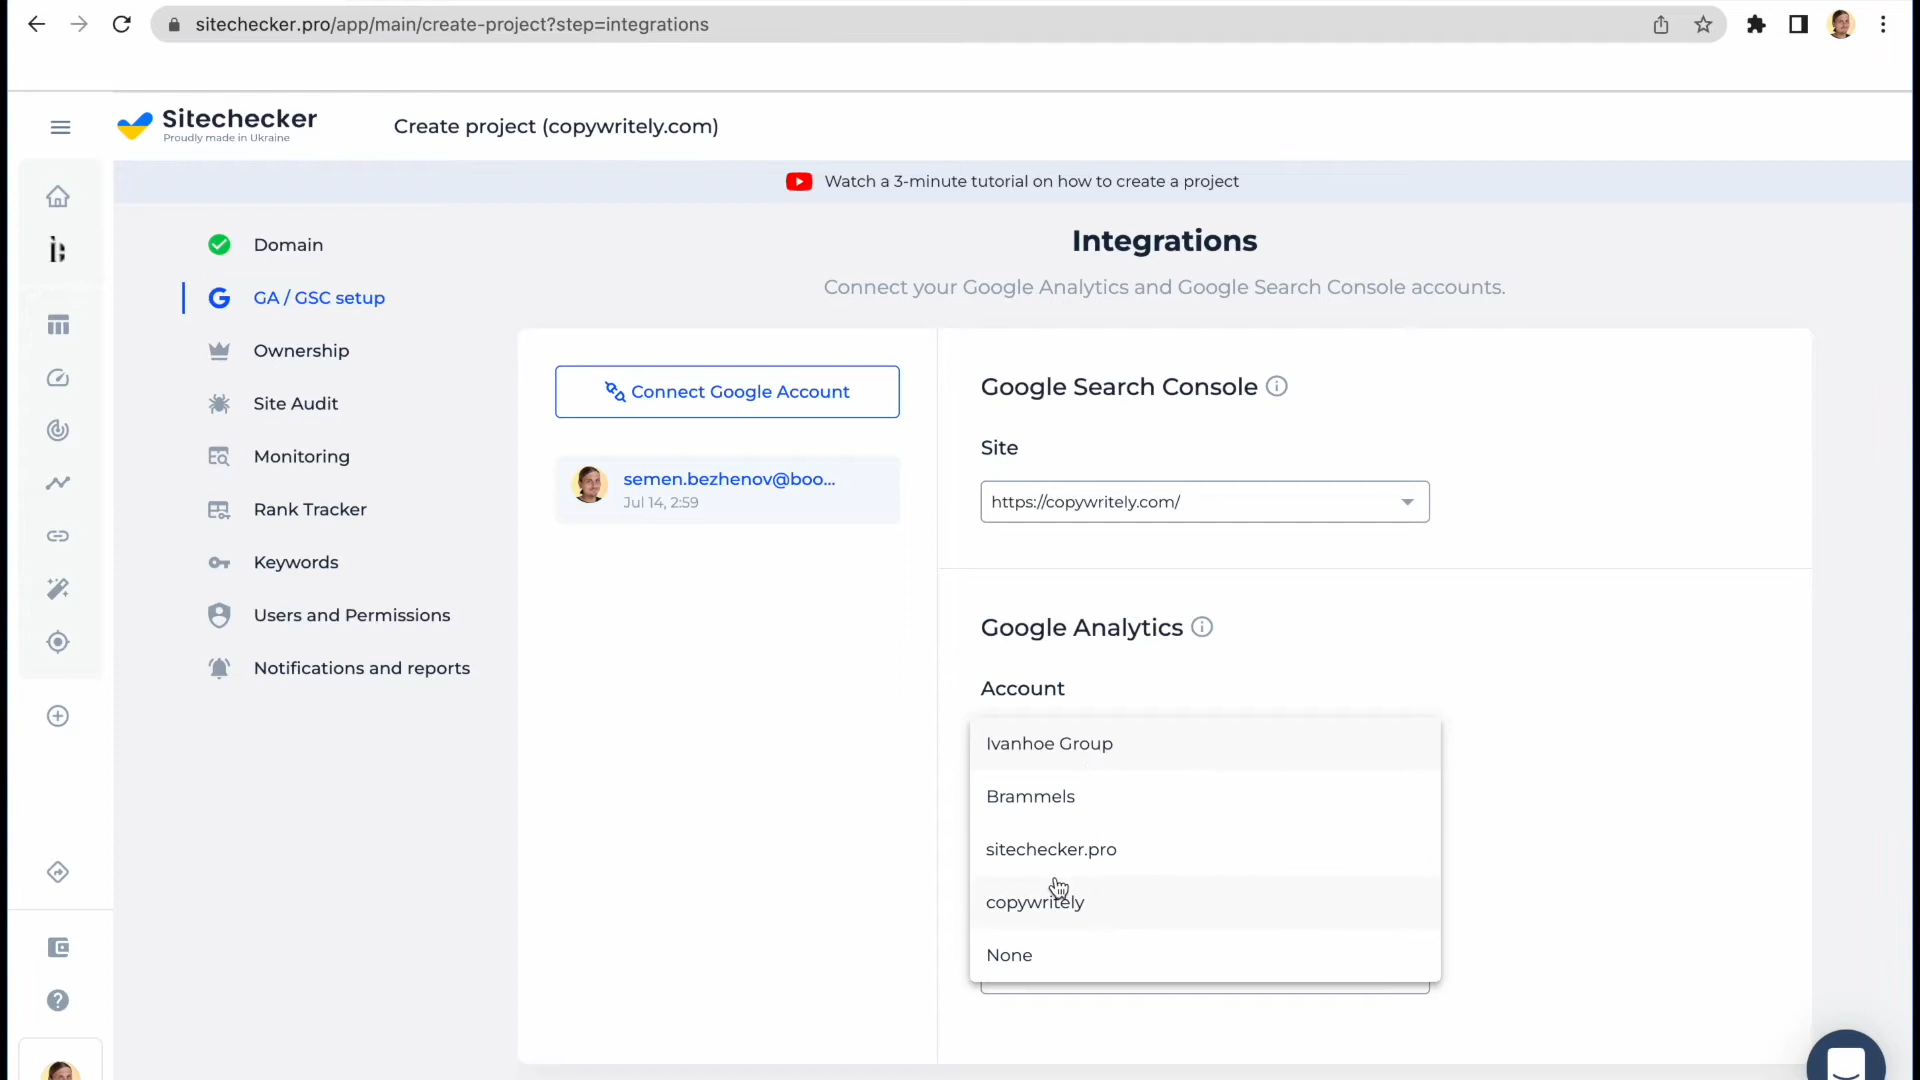 sitechecker.pro/app/main/create-project?step=integrations
Sitechecker
Proudly made in Ukraine
Create project (copywritely.com)
Watch a 3-minute tutorial on how to create a project
Domain
GA / GSC setup
Ownership
Site Audit
Monitoring
Rank Tracker
Keywords
Users and Permissions
Notifications and reports
Integrations
Connect your Google Analytics and Google Search Console accounts.
Connect Google Account
semen.bezhenov@boo...
Jul 14, 2:59
Google Search Console
Site
https://copywritely.com/
Google Analytics
Account
Ivanhoe Group
Brammels
sitechecker.pro
copywritely
None